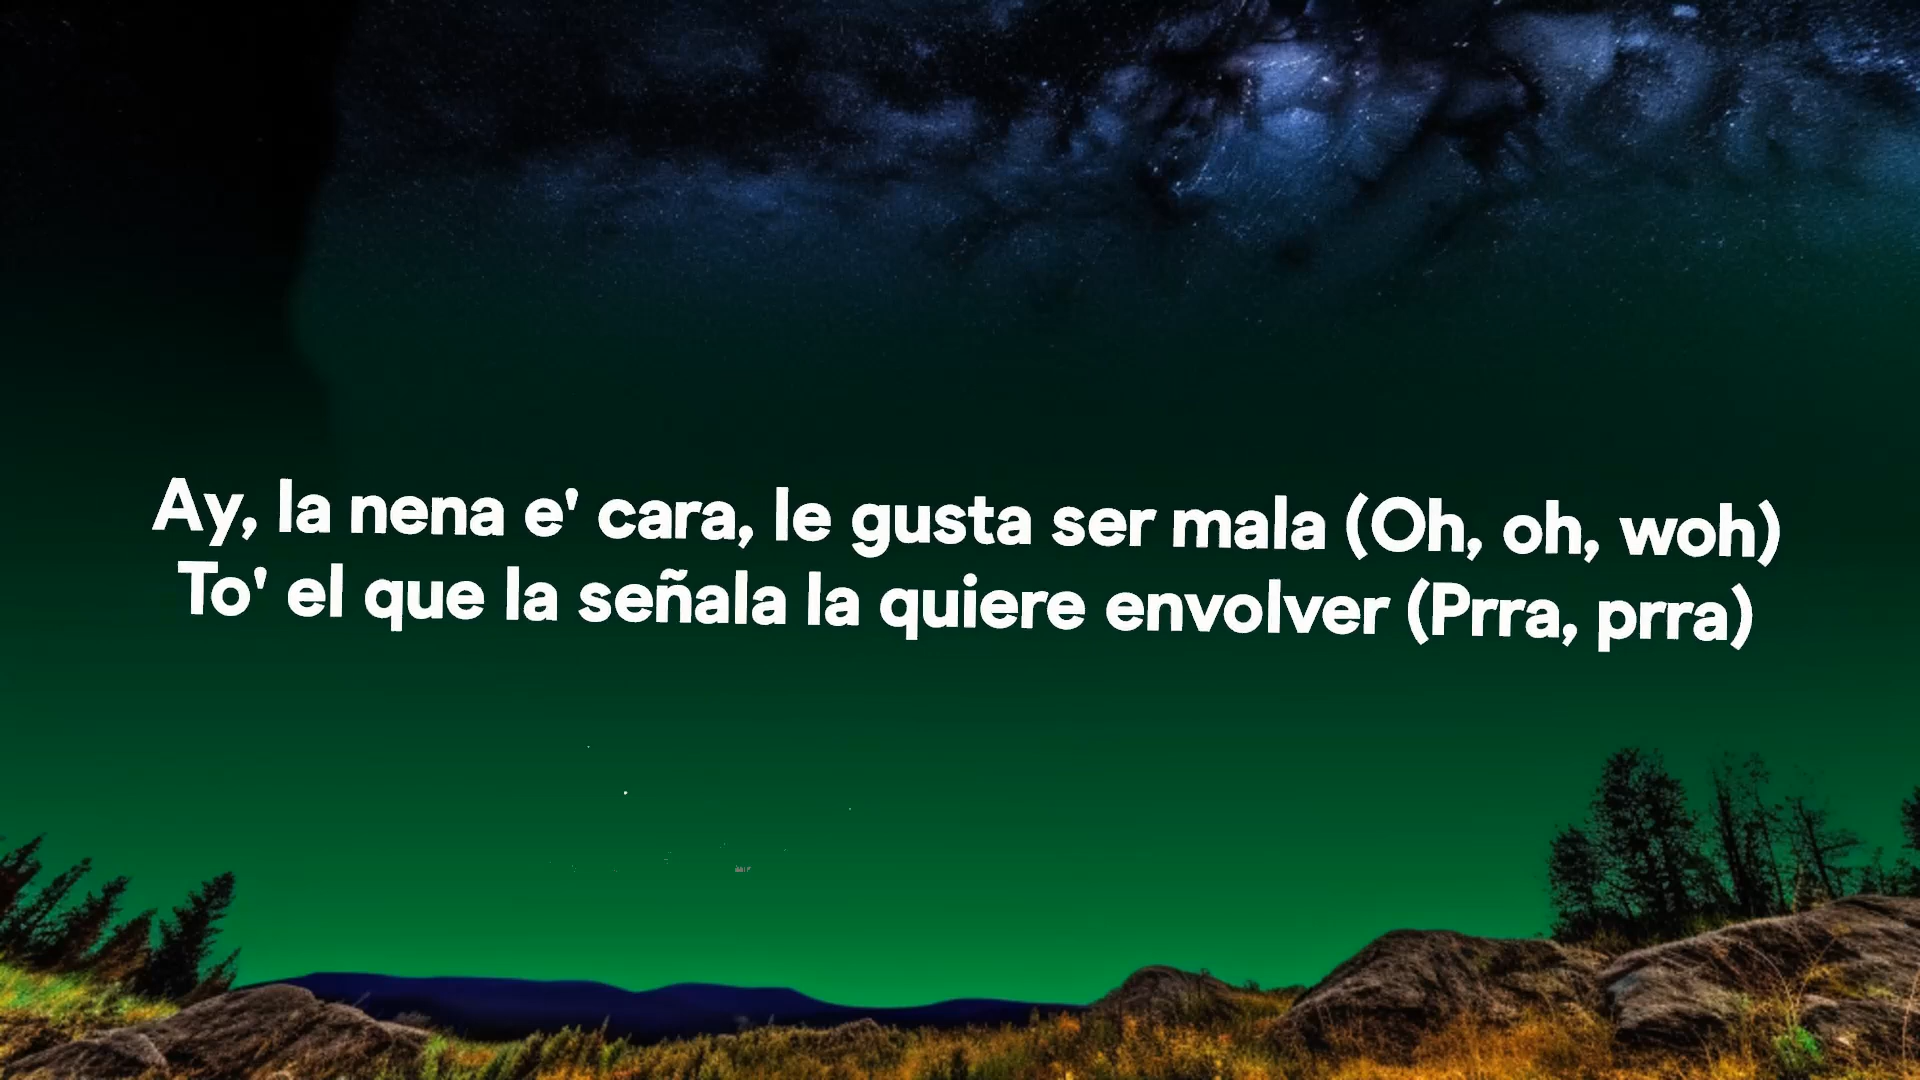 Ay, la nena e' cara, le gusta ser mala (Oh, oh, woh)
To' el que la señala la quiere envolver (Prra, prra)